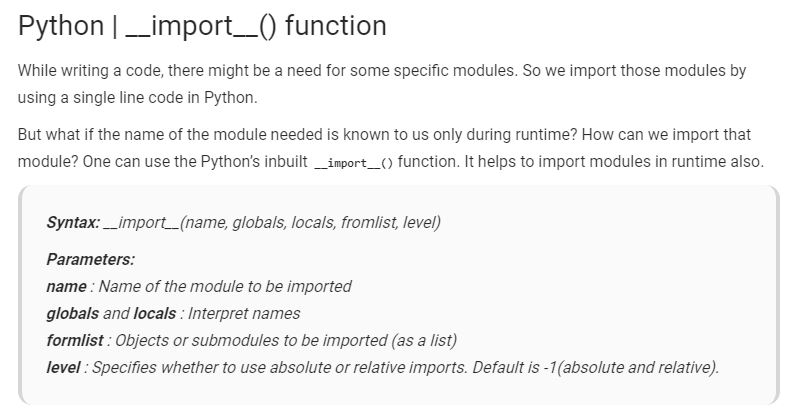 Python | __import__() function
While writing a code, there might be a need for some specific modules. So we import those modules by
using a single line code in Python.
But what if the name of the module needed is known to us only during runtime? How can we import that
module? One can use the Python’s inbuilt __import__() function. It helps to import modules in runtime also.
Syntax: __import__(name, globals, locals, fromlist, level)
Parameters:
name : Name of the module to be imported
globals and locals : Interpret names
formlist : Objects or submodules to be imported (as a list)
level : Specifies whether to use absolute or relative imports. Default is -1(absolute and relative).